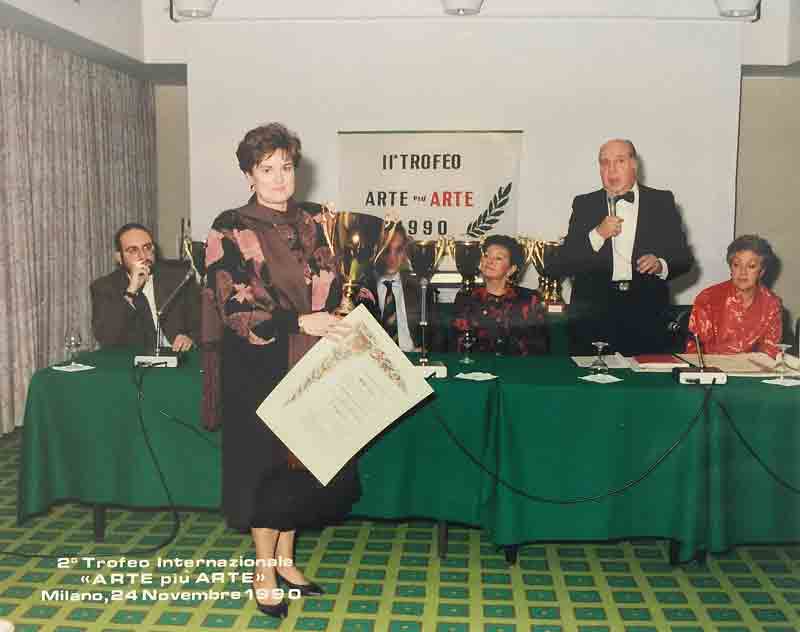 II° TROFEO
ARTE PIÙ ARTE
1990
2° Trofeo Internazionale
«ARTE più ARTE»
Milano, 24 Novembre 1990